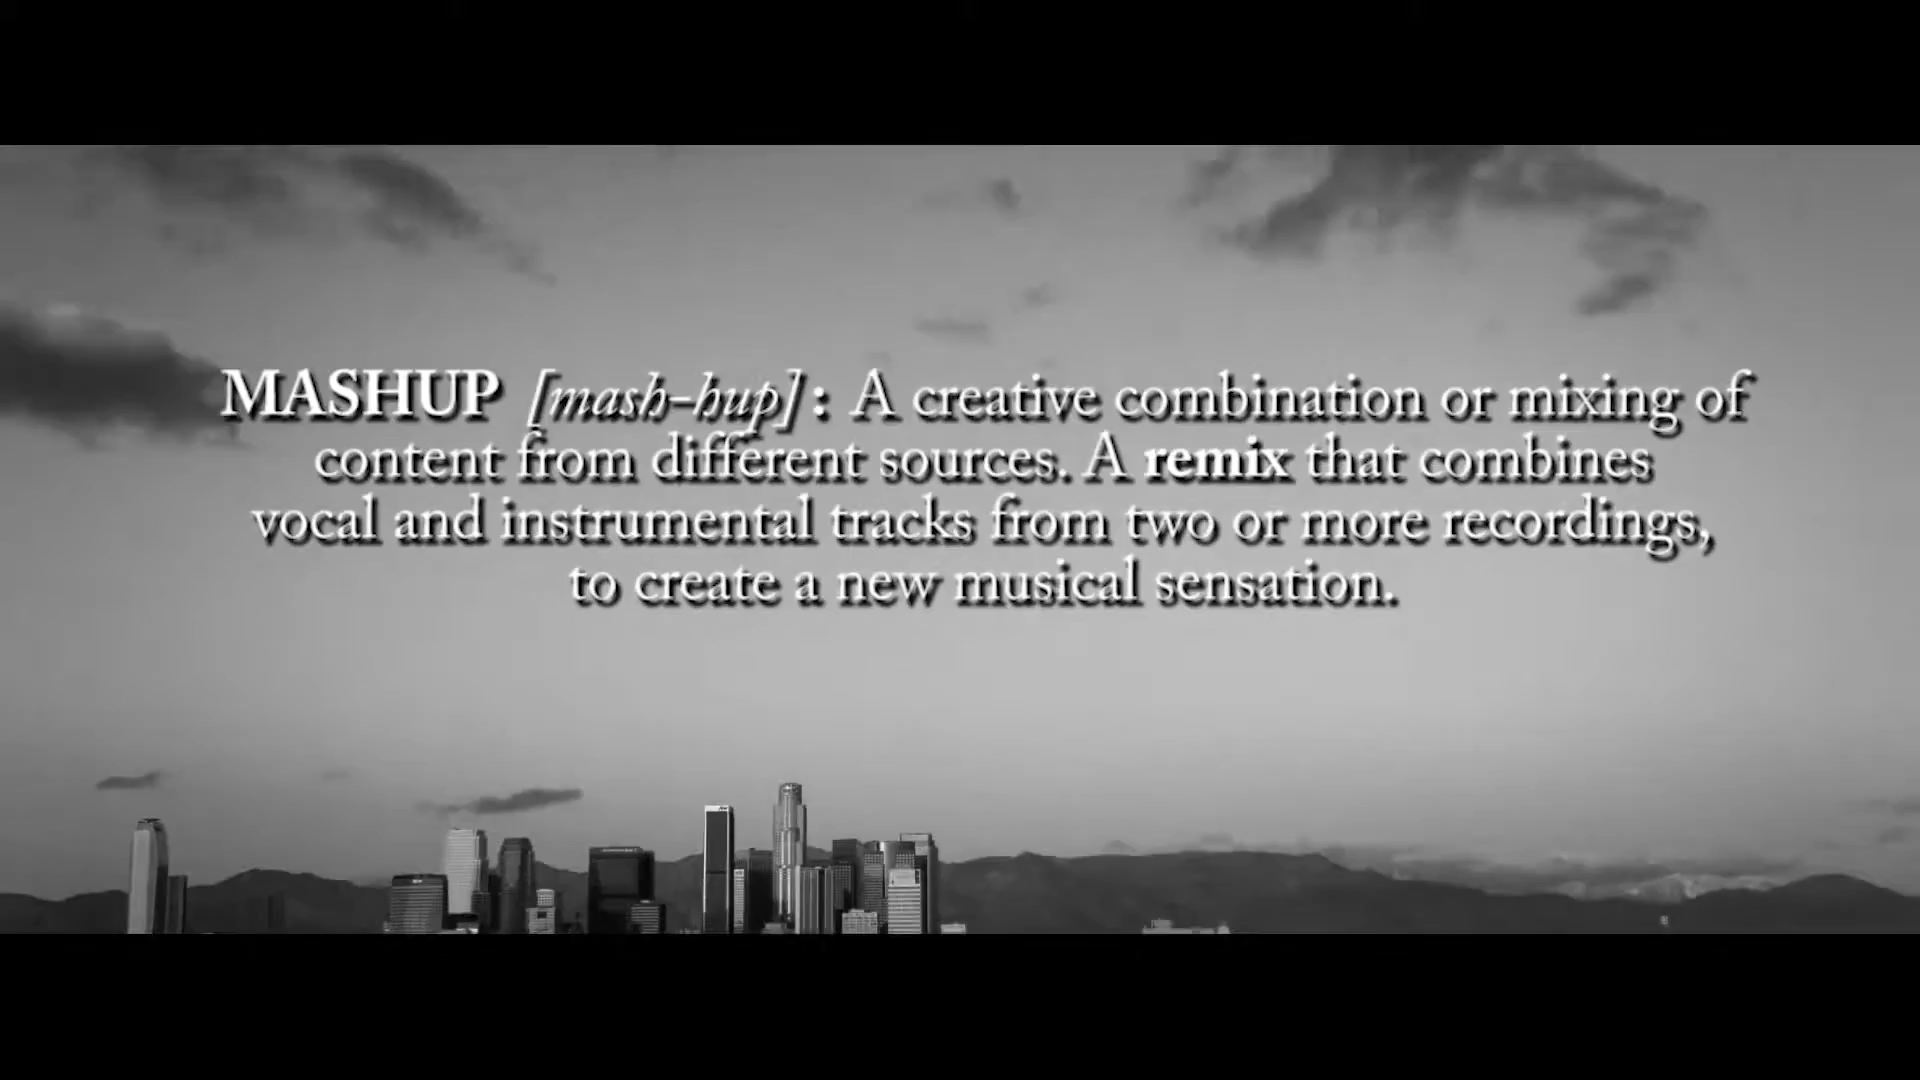 MASHUP [mash-hup] : A creative combination or mixing of
content from different sources. A remix that combines
vocal and instrumental tracks from two or more recordings,
to create a new musical sensation.